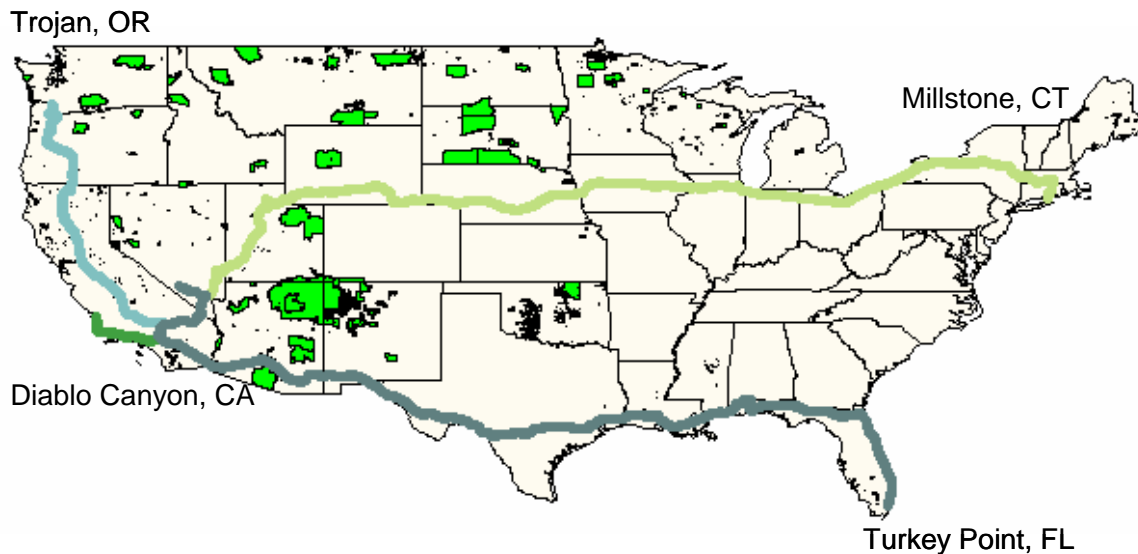 Trojan, OR
Millstone, CT
Diablo Canyon, CA
Turkey Point, FL